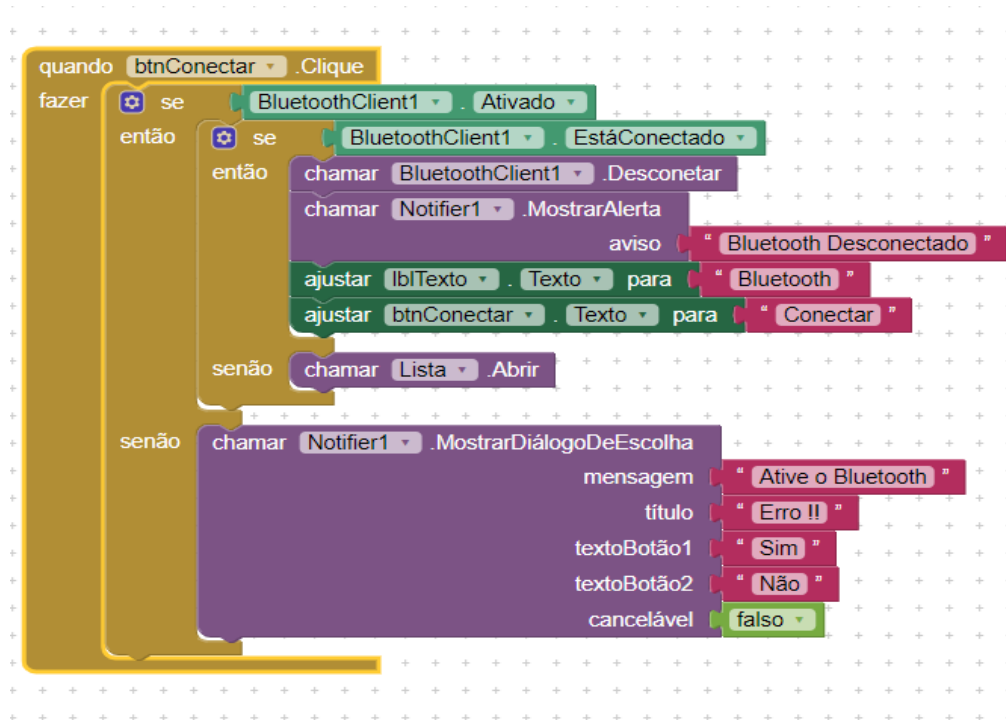 quando btnConectar .Clique
fazer se BluetoothClient1 . Ativado
então se BluetoothClient1 . EstáConectado
então chamar BluetoothClient1 .Desconetar
chamar Notifier1 .MostrarAlerta
aviso " Bluetooth Desconectado "
ajustar lblTexto . Texto para " Bluetooth "
ajustar btnConectar . Texto para " Conectar "
senão chamar Lista .Abrir
senão chamar Notifier1 .MostrarDiálogoDeEscolha
mensagem " Ative o Bluetooth "
título " Erro !! "
textoBotão1 " Sim "
textoBotão2 " Não "
cancelável falso